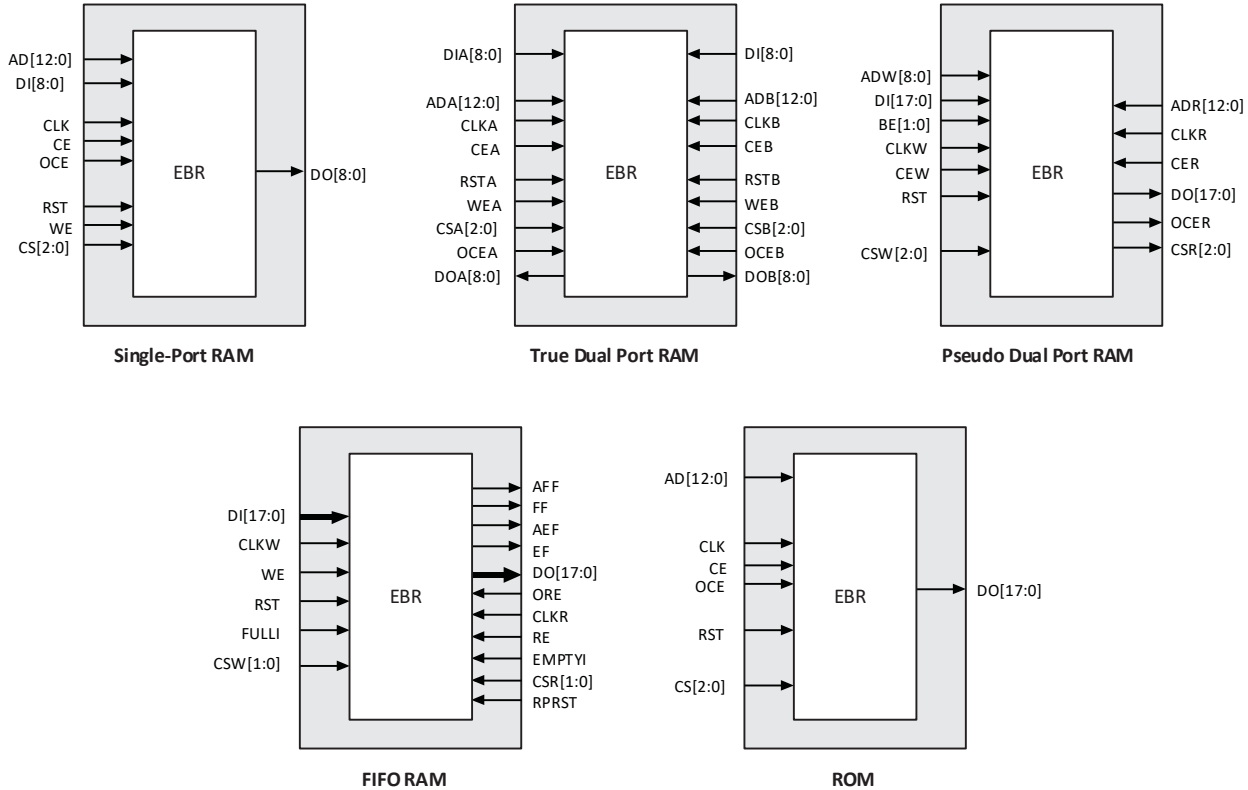 AD[12:0]
DI[8:0]
CLK
CE
OCE
RST
WE
CS[2:0]
EBR
DO[8:0]
Single-Port RAM
DIA[8:0]
ADA[12:0]
CLKA
CEA
RSTA
WEA
CSA[2:0]
OCEA
DOA[8:0]
EBR
DI[8:0]
ADB[12:0]
CLKB
CEB
RSTB
WEB
CSB[2:0]
OCEB
DOB[8:0]
True Dual Port RAM
ADW[8:0]
DI[17:0]
BE[1:0]
CLKW
CEW
RST
CSW[2:0]
EBR
ADR[12:0]
CLKR
CER
DO[17:0]
OCER
CSR[2:0]
Pseudo Dual Port RAM
DI[17:0]
CLKW
WE
RST
FULLI
CSW[1:0]
EBR
AFF
FF
AEF
EF
DO[17:0]
ORE
CLKR
RE
EMPTYI
CSR[1:0]
RPRST
FIFO RAM
AD[12:0]
CLK
CE
OCE
RST
CS[2:0]
EBR
DO[17:0]
ROM